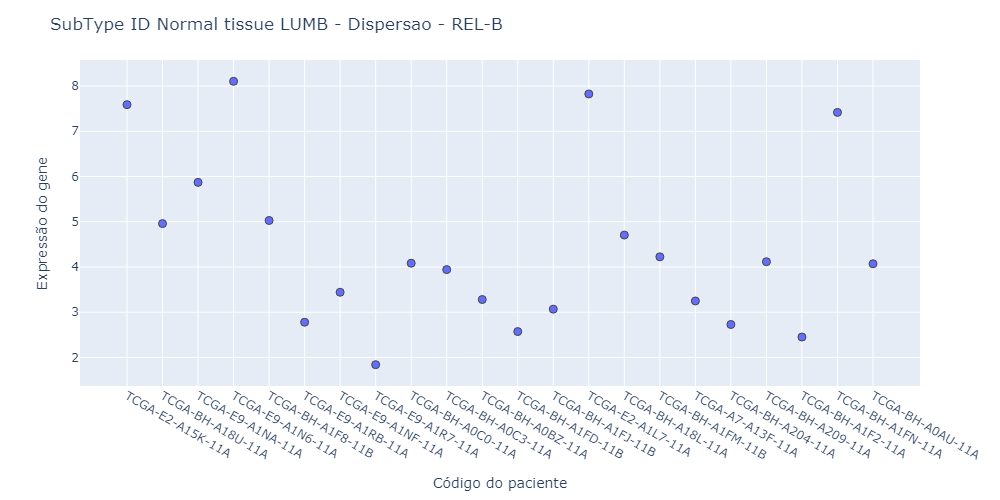 SubType ID Normal tissue LUMB - Dispersao - REL-B
Expressão do gene
8
7
6
5
4
3
2
TCGA-E2-A15K-11A
TCGA-BH-A18U-11A
TCGA-E9-A1NA-11A
TCGA-E9-A1N6-11A
TCGA-BH-A1F8-11B
TCGA-E9-A1RB-11A
TCGA-E9-A1NF-11A
TCGA-E9-A1R7-11A
TCGA-BH-A0C0-11A
TCGA-BH-A0C3-11A
TCGA-BH-A0BZ-11A
TCGA-BH-A1FD-11B
TCGA-BH-A1FJ-11B
TCGA-E2-A1L7-11A
TCGA-BH-A18L-11A
TCGA-BH-A1FM-11B
TCGA-A7-A13F-11A
TCGA-BH-A204-11A
TCGA-BH-A209-11A
TCGA-BH-A1F2-11A
TCGA-BH-A1FN-11A
TCGA-BH-A0AU-11A
Código do paciente